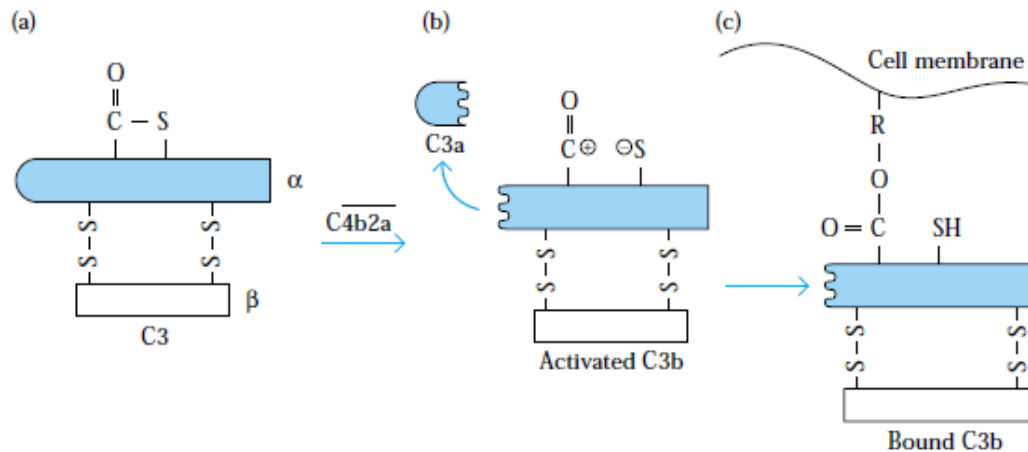 (a)
O
C – S
α
S S
S S
β
C3
C4b2a
(b)
C3a
O
C⊕ ⊖S
S S
S S
Activated C3b
(c)
Cell membrane
R
O
O = C SH
S S
S S
Bound C3b